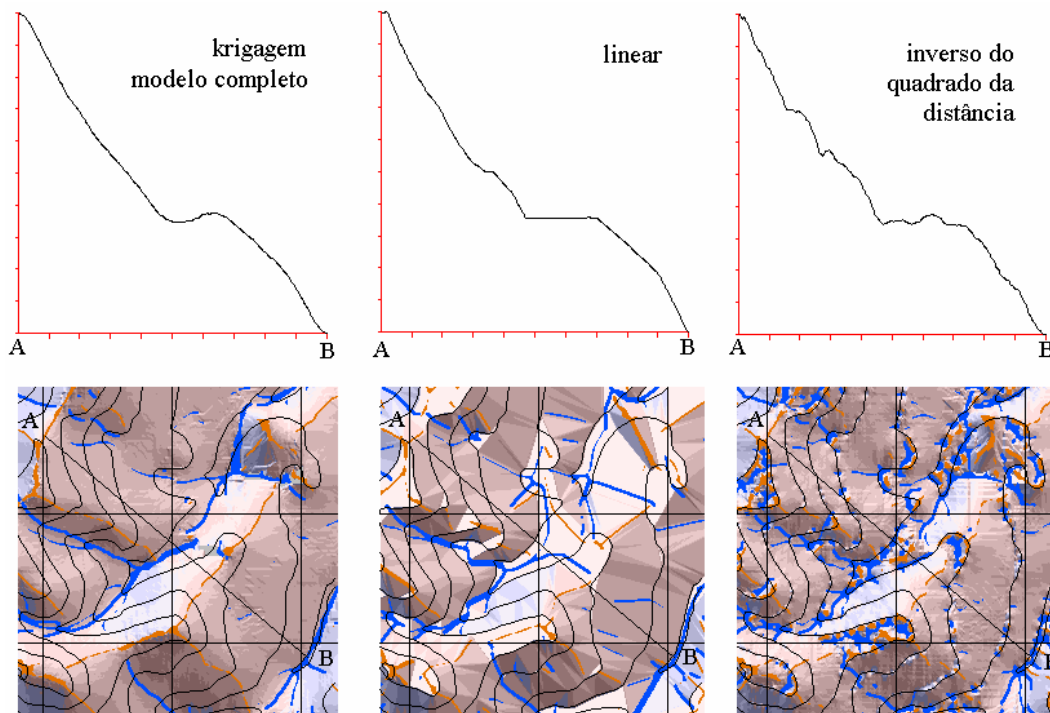 krigagem
modelo completo
linear
inverso do
quadrado da
distância
A
B
A
B
A
B
A
B
A
B
A